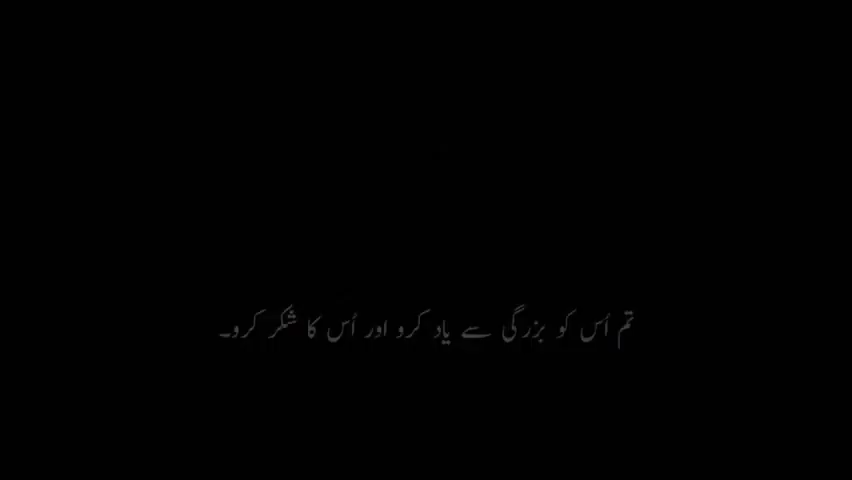 تم اُس کو بزرگی سے یاد کرو اور اُس کا شکر کرو۔